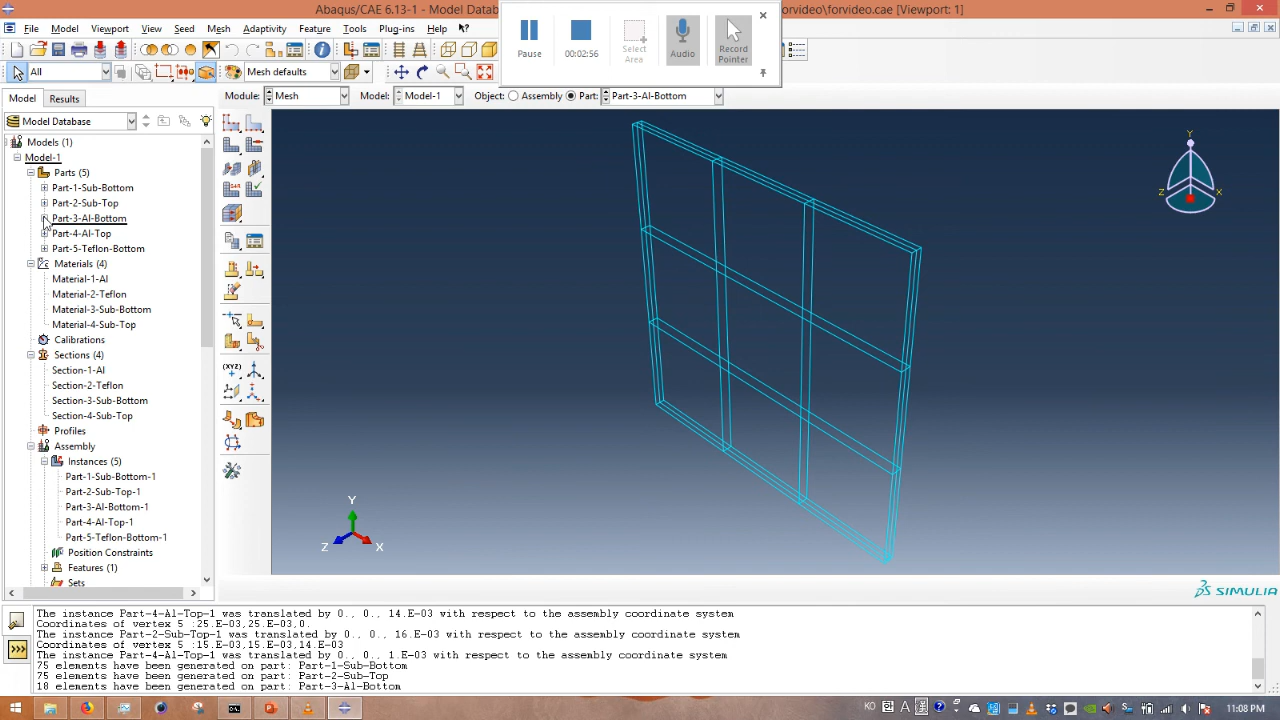 Abaqus/CAE 6.13-1 - Model Datab
orvideo/forvideo.cae [Viewport: 1]
File Model Viewport View Seed Mesh Adaptivity Feature Tools Plug-ins Help
Pause
00:02:56
Select Area
Audio
Record Pointer
All
Mesh defaults
Model Results
Module: Mesh Model: Model-1 Object: Assembly Part: Part-3-Al-Bottom
Model Database
Models (1)
Model-1
Parts (5)
Part-1-Sub-Bottom
Part-2-Sub-Top
Part-3-Al-Bottom
Part-4-Al-Top
Part-5-Teflon-Bottom
Materials (4)
Material-1-Al
Material-2-Teflon
Material-3-Sub-Bottom
Material-4-Sub-Top
Calibrations
Sections (4)
Section-1-Al
Section-2-Teflon
Section-3-Sub-Bottom
Section-4-Sub-Top
Profiles
Assembly
Instances (5)
Part-1-Sub-Bottom-1
Part-2-Sub-Top-1
Part-3-Al-Bottom-1
Part-4-Al-Top-1
Part-5-Teflon-Bottom-1
Position Constraints
Features (1)
Sets
(XYZ)
Y
Z X
Y
Z X
SIMULIA
The instance Part-4-Al-Top-1 was translated by 0., 0., 14.E-03 with respect to the assembly coordinate system
Coordinates of vertex 5 :25.E-03,25.E-03,0.
The instance Part-2-Sub-Top-1 was translated by 0., 0., 16.E-03 with respect to the assembly coordinate system
Coordinates of vertex 5 :15.E-03,15.E-03,14.E-03
The instance Part-4-Al-Top-1 was translated by 0., 0., 1.E-03 with respect to the assembly coordinate system
75 elements have been generated on part: Part-1-Sub-Bottom
75 elements have been generated on part: Part-2-Sub-Top
18 elements have been generated on part: Part-3-Al-Bottom
KO A 11:08 PM